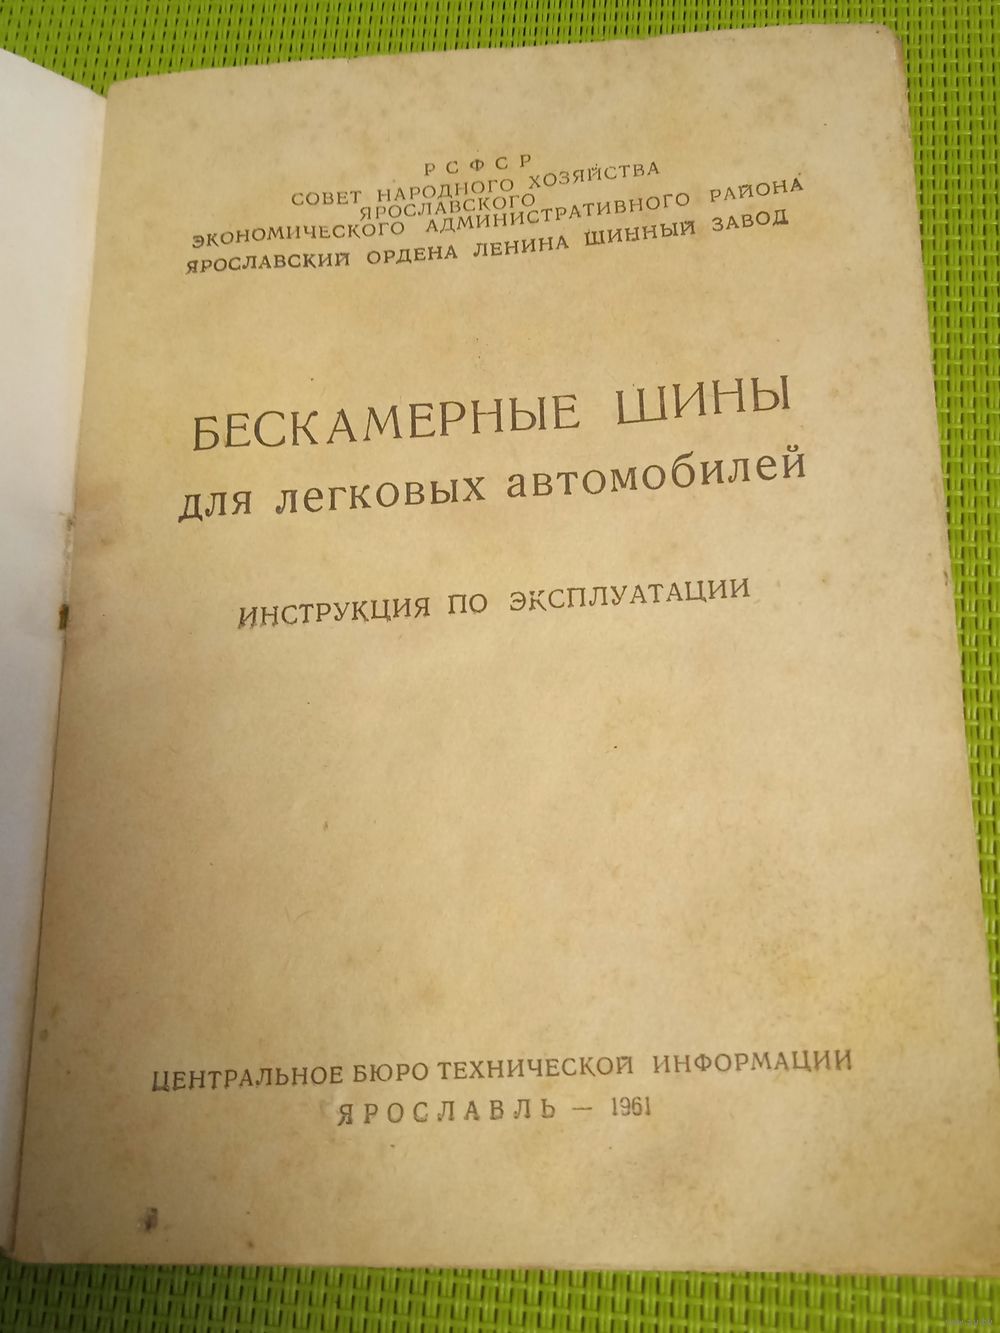 РСФСР
СОВЕТ НАРОДНОГО ХОЗЯЙСТВА
ЯРОСЛАВСКОГО
ЭКОНОМИЧЕСКОГО АДМИНИСТРАТИВНОГО РАЙОНА
ЯРОСЛАВСКИЙ ОРДЕНА ЛЕНИНА ШИННЫЙ ЗАВОД
БЕСКАМЕРНЫЕ ШИНЫ
для легковых автомобилей
ИНСТРУКЦИЯ ПО ЭКСПЛУАТАЦИИ
ЦЕНТРАЛЬНОЕ БЮРО ТЕХНИЧЕСКОЙ ИНФОРМАЦИИ
ЯРОСЛАВЛЬ — 1961